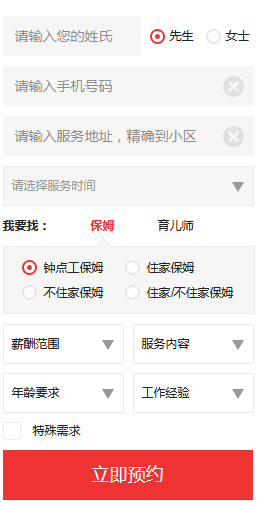 请输入您的姓氏 先生 女士
请输入手机号码
请输入服务地址，精确到小区
请选择服务时间
我要找： 保姆 育儿师
钟点工保姆 住家保姆
不住家保姆 住家/不住家保姆
薪酬范围 服务内容
年龄要求 工作经验
特殊需求
立即预约